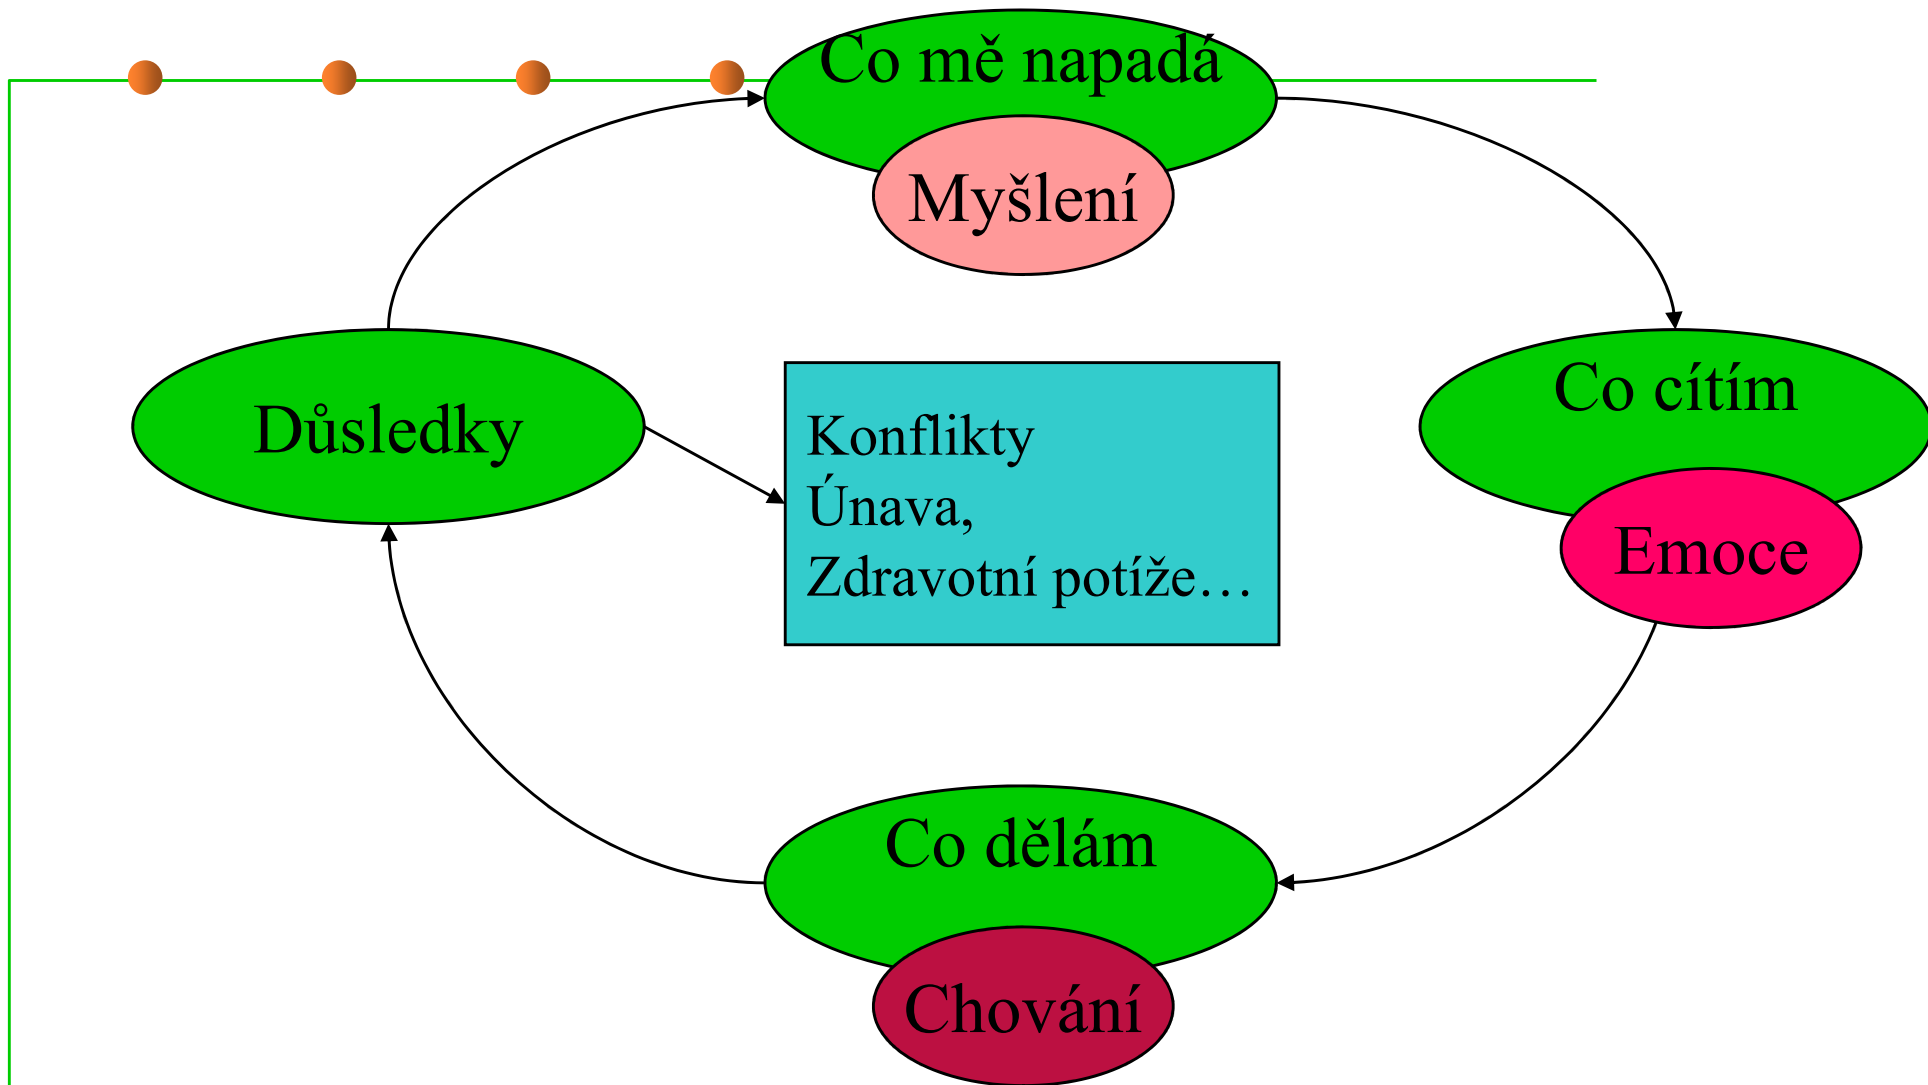 Co mě napadá
Myšlení
Důsledky
Konflikty
Únava,
Zdravotní potíže…
Co cítím
Emoce
Co dělám
Chování